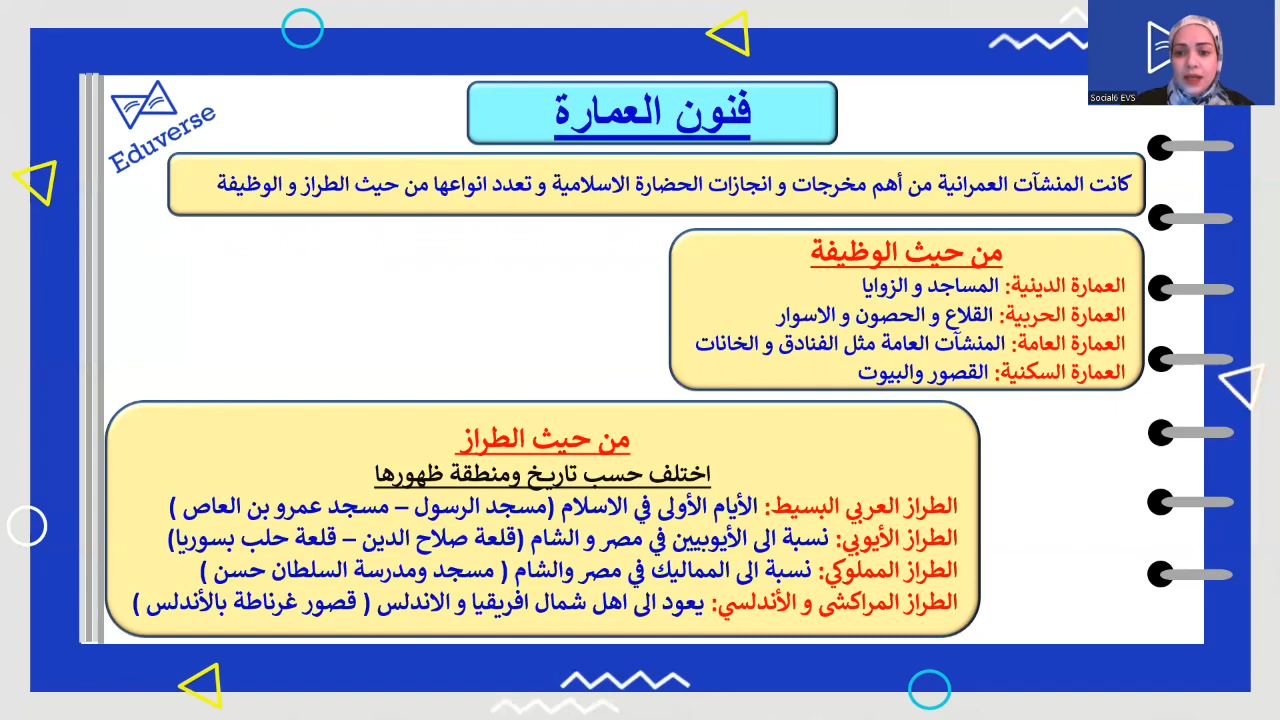 فنون العمارة
Eduverse
Social6 EVS
كانت المنشآت العمرانية من أهم مخرجات و انجازات الحضارة الاسلامية و تعدد انواعها من حيث الطراز و الوظيفة
من حيث الوظيفة
العمارة الدينية: المساجد و الزوايا
العمارة الحربية: القلاع و الحصون و الاسوار
العمارة العامة: المنشآت العامة مثل الفنادق و الخانات
العمارة السكنية: القصور والبيوت
من حيث الطراز
اختلف حسب تاريخ ومنطقة ظهورها
الطراز العربي البسيط: الأيام الأولى في الاسلام (مسجد الرسول – مسجد عمرو بن العاص )
الطراز الأيوبي: نسبة الى الأيوبيين في مصر و الشام (قلعة صلاح الدين – قلعة حلب بسوريا)
الطراز المملوكي: نسبة الى المماليك في مصر والشام ( مسجد ومدرسة السلطان حسن )
الطراز المراكشى و الأندلسي: يعود الى اهل شمال افريقيا و الاندلس ( قصور غرناطة بالأندلس )